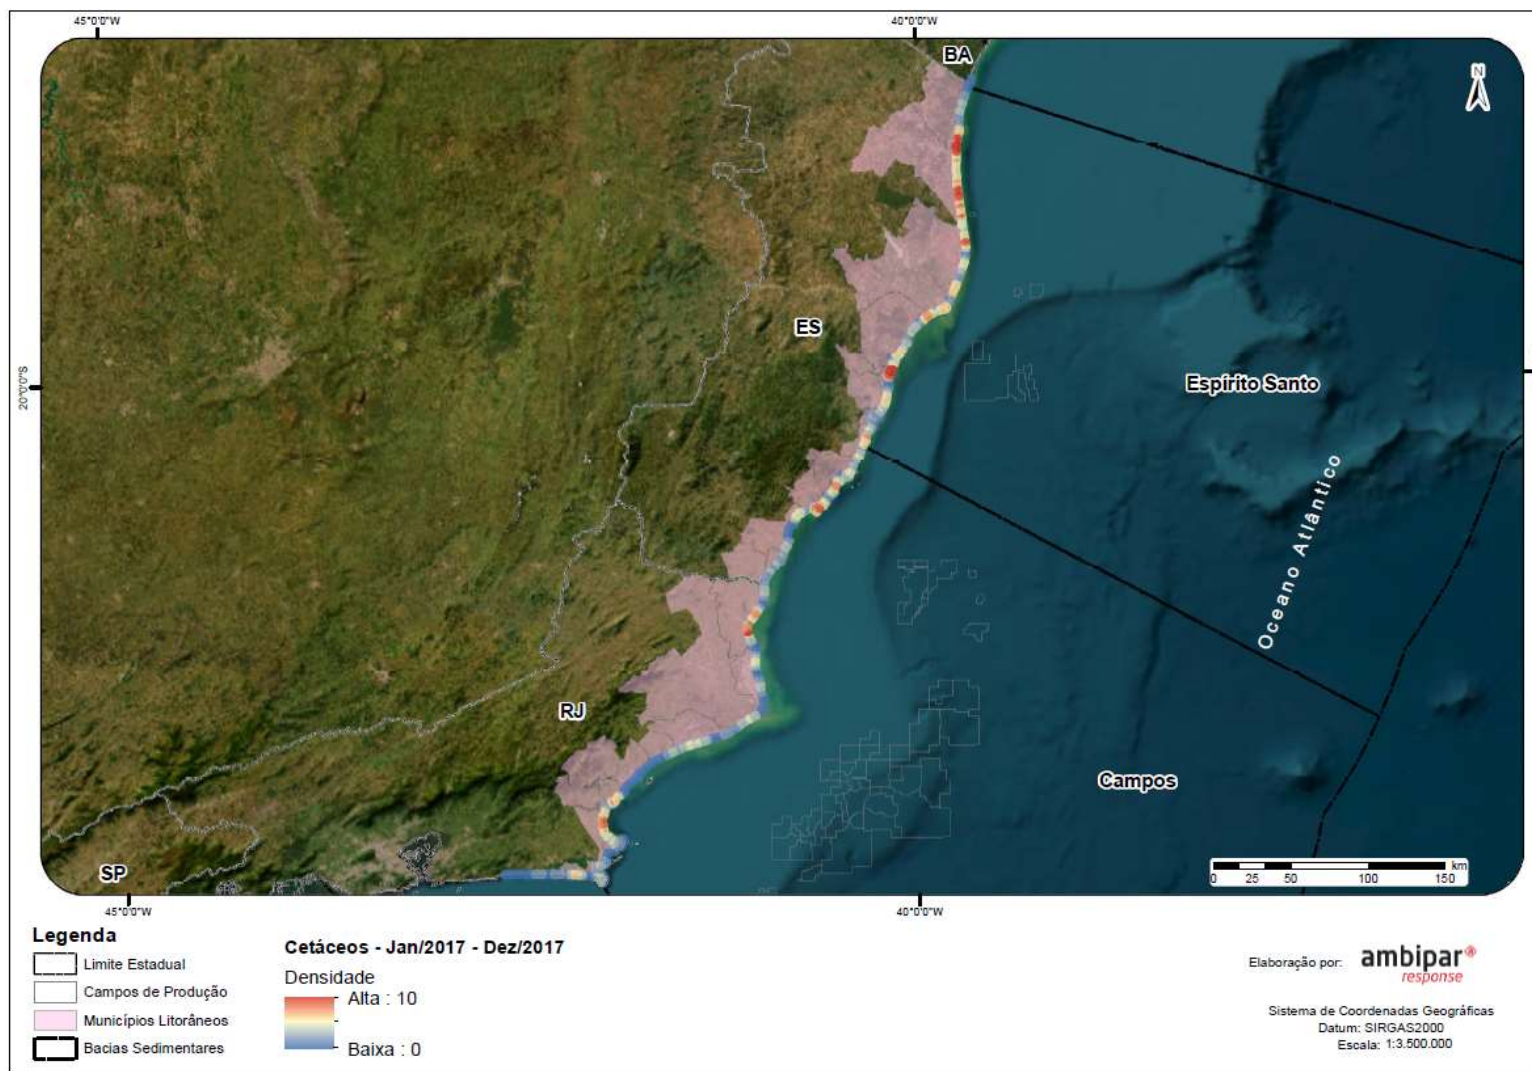 45°0'0"W
40°0'0"W
BA
N
ES
20°0'0"S
Espírito Santo
Oceano Atlântico
RJ
Campos
SP
km
0 25 50 100 150
45°0'0"W
40°0'0"W
Legenda
Limite Estadual
Campos de Produção
Municípios Litorâneos
Bacias Sedimentares
Cetáceos - Jan/2017 - Dez/2017
Densidade
Alta : 10
Baixa : 0
Elaboração por:
ambipar
response
Sistema de Coordenadas Geográficas
Datum: SIRGAS2000
Escala: 1:3.500.000